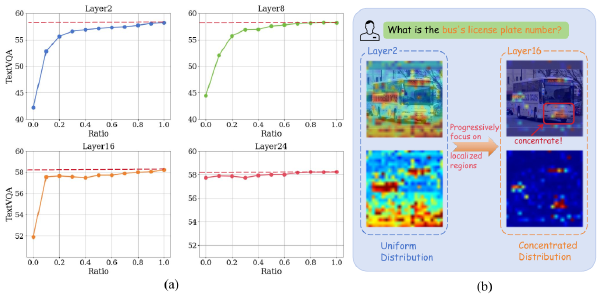 Layer2
TextVQA
60
55
50
45
40
0.0 0.2 0.4 0.6 0.8 1.0
Ratio
Layer8
60
55
50
45
40
0.0 0.2 0.4 0.6 0.8 1.0
Ratio
Layer16
TextVQA
60
58
56
54
52
0.0 0.2 0.4 0.6 0.8 1.0
Ratio
Layer24
60
58
56
54
52
0.0 0.2 0.4 0.6 0.8 1.0
Ratio
(a)
What is the bus's license plate number?
Layer2
Layer16
Progressively
focus on
localized
regions
concentrate!
Uniform
Distribution
Concentrated
Distribution
(b)